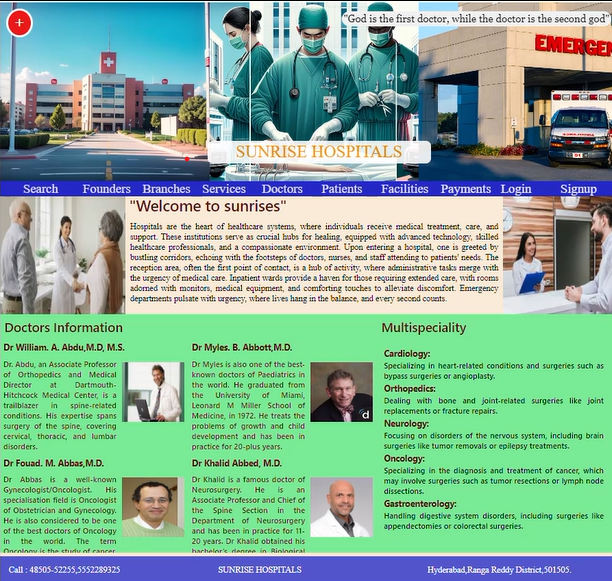 "God is the first doctor, while the doctor is the second god"
EMERGEN
SUNRISE HOSPITALS
Search Founders Branches Services Doctors Patients Facilities Payments Login Signup
"Welcome to sunrises"
Hospitals are the heart of healthcare systems, where individuals receive medical treatment, care, and
support. These institutions serve as crucial hubs for healing, equipped with advanced technology, skilled
healthcare professionals, and a compassionate environment. Upon entering a hospital, one is greeted by
bustling corridors, echoing with the footsteps of doctors, nurses, and staff attending to patients' needs. The
reception area, often the first point of contact, is a hub of activity, where administrative tasks merge with
the urgency of medical care. Inpatient wards provide a haven for those requiring extended care, with rooms
adorned with monitors, medical equipment, and comforting touches to alleviate discomfort. Emergency
departments pulsate with urgency, where lives hang in the balance, and every second counts.
Doctors Information
Dr William. A. Abdu,M.D, M.S.
Dr. Abdu, an Associate Professor
of Orthopedics and Medical
Director at Dartmouth-
Hitchcock Medical Center, is a
trailblazer in spine-related
conditions. His expertise spans
surgery of the spine, covering
cervical, thoracic, and lumbar
disorders.
Dr Myles. B. Abbott,M.D.
Dr Myles is also one of the best-
known doctors of Paediatrics in
the world. He graduated from
the University of Miami,
Leonard M Miller School of
Medicine, in 1972. He treats the
problems of growth and child
development and has been in
practice for 20-plus years.
d
Dr Fouad. M. Abbas,M.D.
Dr Abbas is a well-known
Gynecologist/Oncologist. His
specialisation field is Oncologist
of Obstetrician and Gynecology.
He is also considered to be one
of the best doctors of Oncology
in the world. The term
Oncology is the study of cancer
Dr Khalid Abbed, M.D.
Dr Khalid is a famous doctor of
Neurosurgery. He is an
Associate Professor and Chief of
the Spine Section in the
Department of Neurosurgery
and has been in practice for 11-
20 years. Dr Khalid obtained his
bachelor's degree in Biological
Multispeciality
Cardiology:
Specializing in heart-related conditions and surgeries such as
bypass surgeries or angioplasty.
Orthopedics:
Dealing with bone and joint-related surgeries like joint
replacements or fracture repairs.
Neurology:
Focusing on disorders of the nervous system, including brain
surgeries like tumor removals or epilepsy treatments.
Oncology:
Specializing in the diagnosis and treatment of cancer, which
may involve surgeries such as tumor resections or lymph node
dissections.
Gastroenterology:
Handling digestive system disorders, including surgeries like
appendectomies or colorectal surgeries.
Call : 48505-52255,5552289325
SUNRISE HOSPITALS
Hyderabad,Ranga Reddy District,501505.